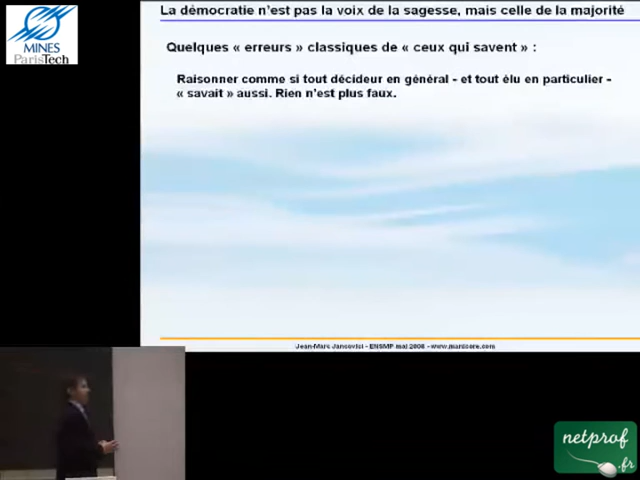 MINES
ParisTech
La démocratie n'est pas la voix de la sagesse, mais celle de la majorité
Quelques « erreurs » classiques de « ceux qui savent » :
Raisonner comme si tout décideur en général - et tout élu en particulier -
« savait » aussi. Rien n'est plus faux.
Jean-Marc Jancovici - ENSMP mai 2008 - www.manicore.com
netprof
.fr